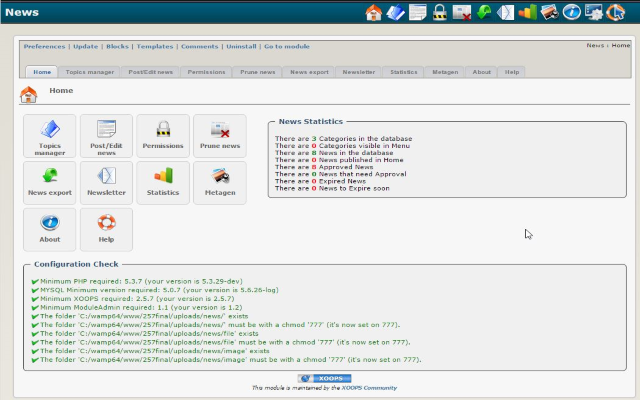 News
Preferences | Update | Blocks | Templates | Comments | Uninstall | Go to module
News : Home
Home Topics manager Post/Edit news Permissions Prune news News export Newsletter Statistics Metagen About Help
Home
Topics manager
Post/Edit news
Permissions
Prune news
News export
Newsletter
Statistics
Metagen
About
Help
News Statistics
There are 3 Categories in the database
There are 0 Categories visible in Menu
There are 8 News in the database
There are 0 News published in Home
There are 8 Approved News
There are 0 News that need Approval
There are 0 Expired News
There are 0 News to Expire soon
Configuration Check
Minimum PHP required: 5.3.7 (your version is 5.3.29-dev)
MYSQL Minimum version required: 5.0.7 (your version is 5.6.26-log)
Minimum XOOPS required: 2.5.7 (your version is 2.5.7)
Minimum ModuleAdmin required: 1.1 (your version is 1.2)
The folder 'C:/wamp64/www/257final/uploads/news/' exists
The folder 'C:/wamp64/www/257final/uploads/news/' must be with a chmod '777' (it's now set on 777).
The folder 'C:/wamp64/www/257final/uploads/news/file' exists
The folder 'C:/wamp64/www/257final/uploads/news/file' must be with a chmod '777' (it's now set on 777).
The folder 'C:/wamp64/www/257final/uploads/news/image' exists
The folder 'C:/wamp64/www/257final/uploads/news/image' must be with a chmod '777' (it's now set on 777).
XOOPS
This module is maintained by the XOOPS Community